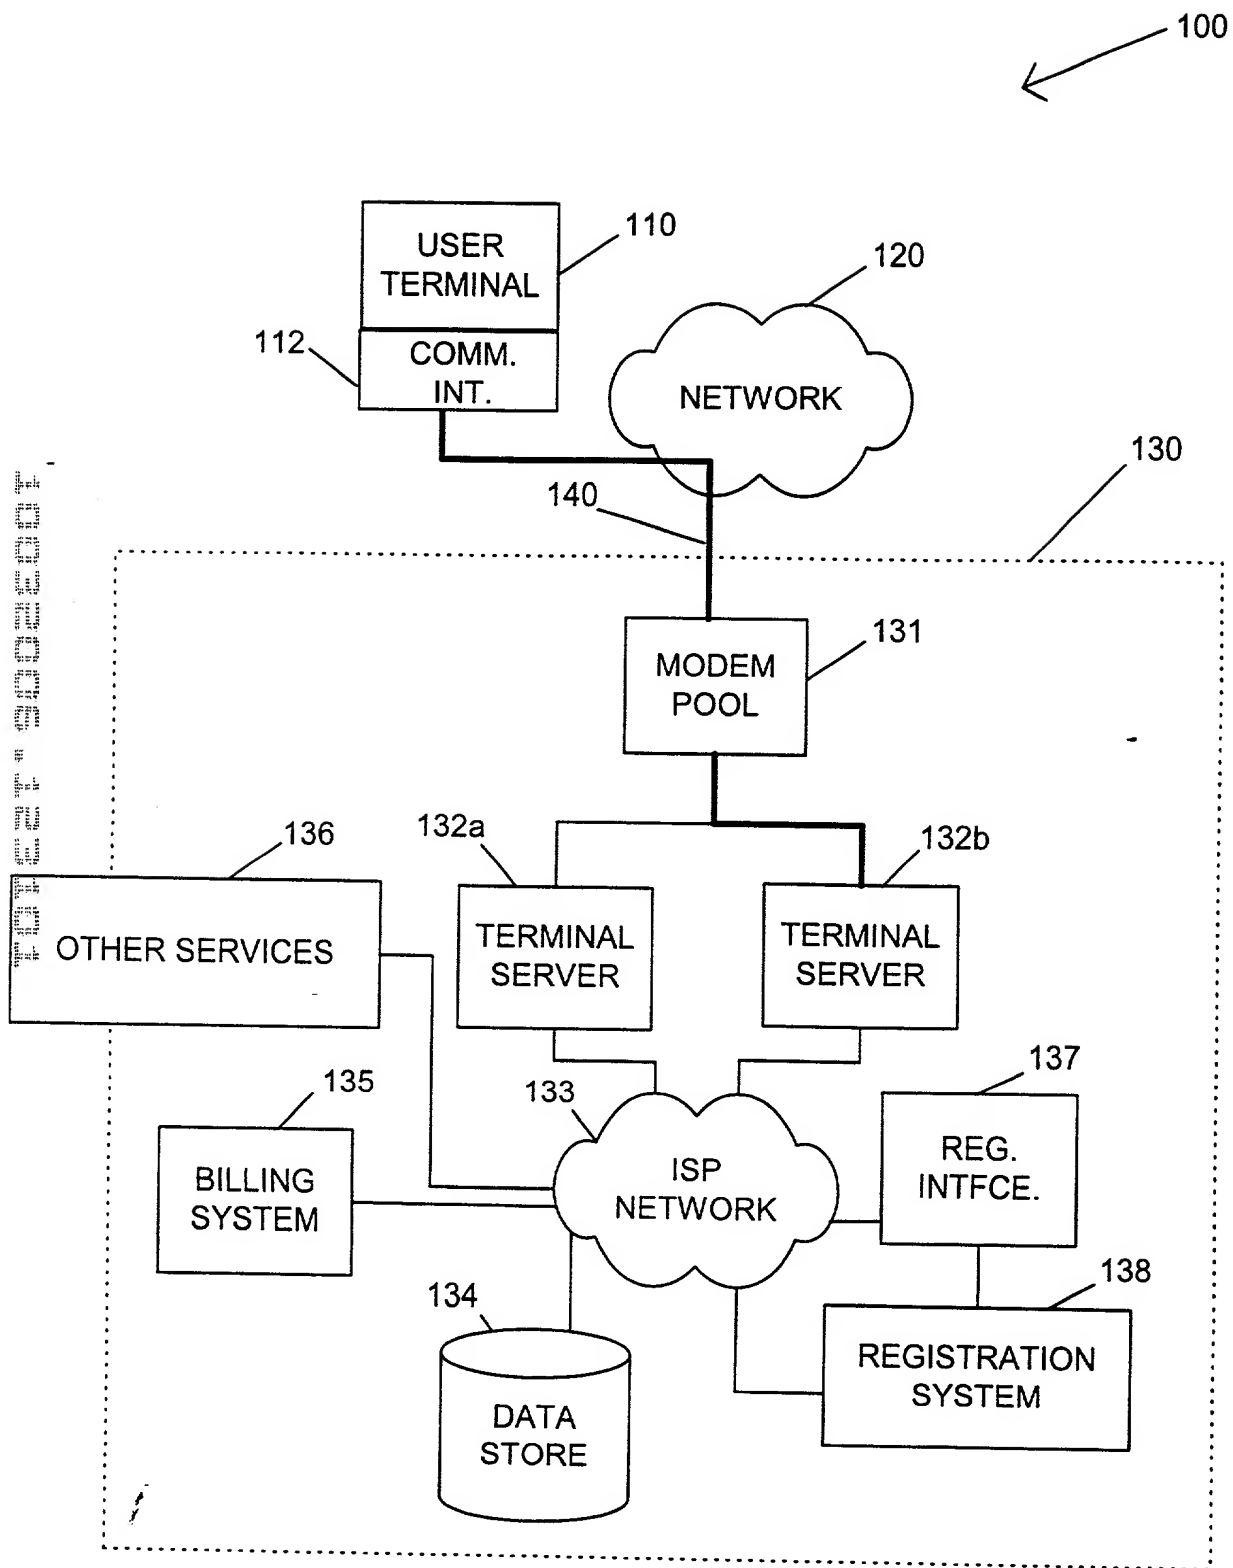 100
USER
TERMINAL
110
120
112
COMM.
INT.
NETWORK
130
140
131
MODEM
POOL
136
132a
132b
OTHER SERVICES
TERMINAL
SERVER
TERMINAL
SERVER
135
133
137
BILLING
SYSTEM
ISP
NETWORK
REG.
INTFCE.
134
138
DATA
STORE
REGISTRATION
SYSTEM
10032005.123101